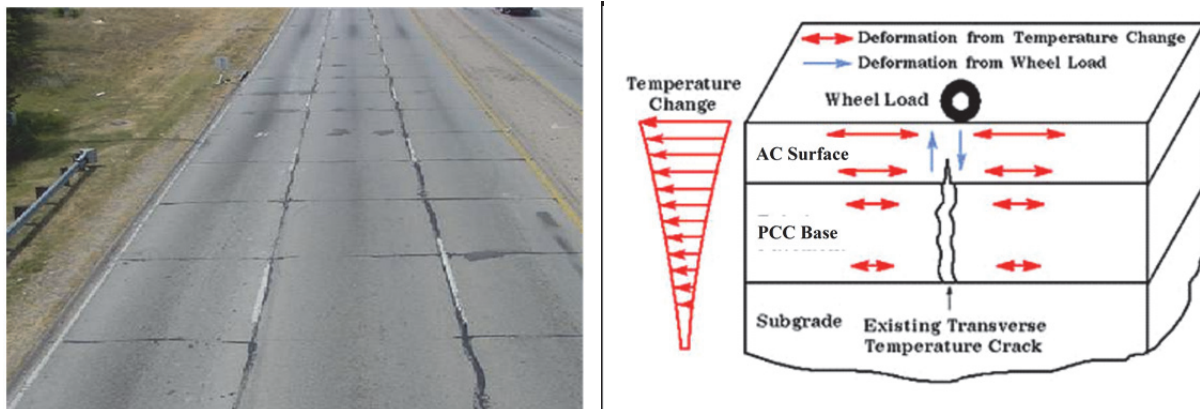 Deformation from Temperature Change
Deformation from Wheel Load
Temperature
Change
Wheel Load
AC Surface
PCC Base
Subgrade
Existing Transverse
Temperature Crack